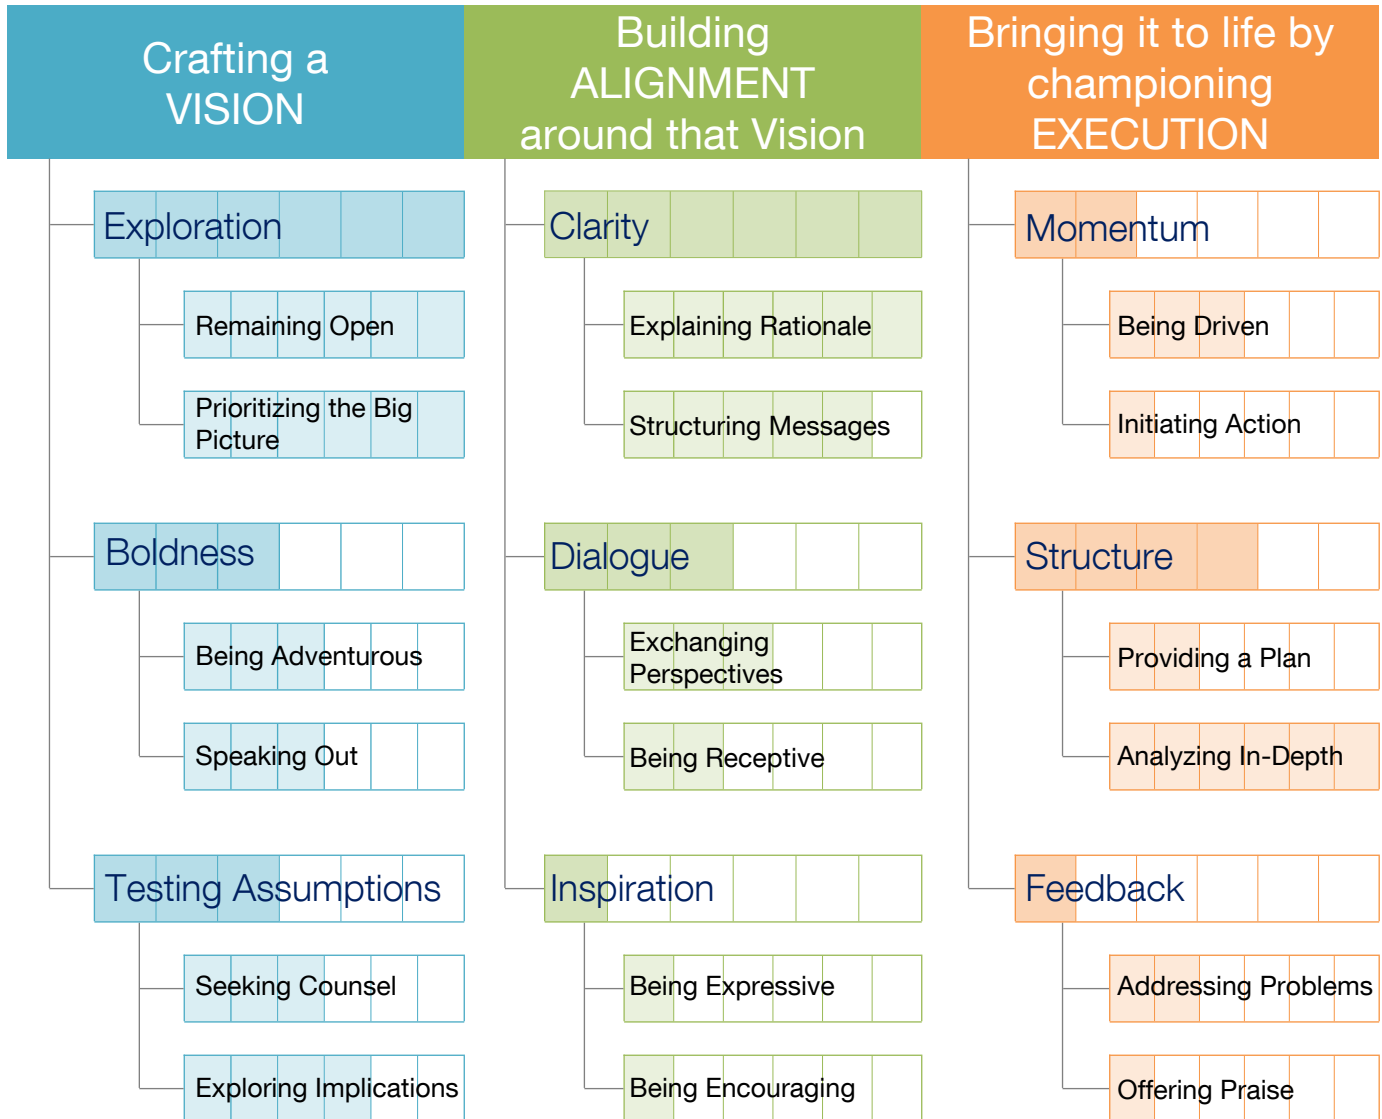 Crafting a
VISION
Building
ALIGNMENT
around that Vision
Bringing it to life by
championing
EXECUTION
Exploration
Remaining Open
Prioritizing the Big
Picture
Boldness
Being Adventurous
Speaking Out
Testing Assumptions
Seeking Counsel
Exploring Implications
Clarity
Explaining Rationale
Structuring Messages
Dialogue
Exchanging
Perspectives
Being Receptive
Inspiration
Being Expressive
Being Encouraging
Momentum
Being Driven
Initiating Action
Structure
Providing a Plan
Analyzing In-Depth
Feedback
Addressing Problems
Offering Praise